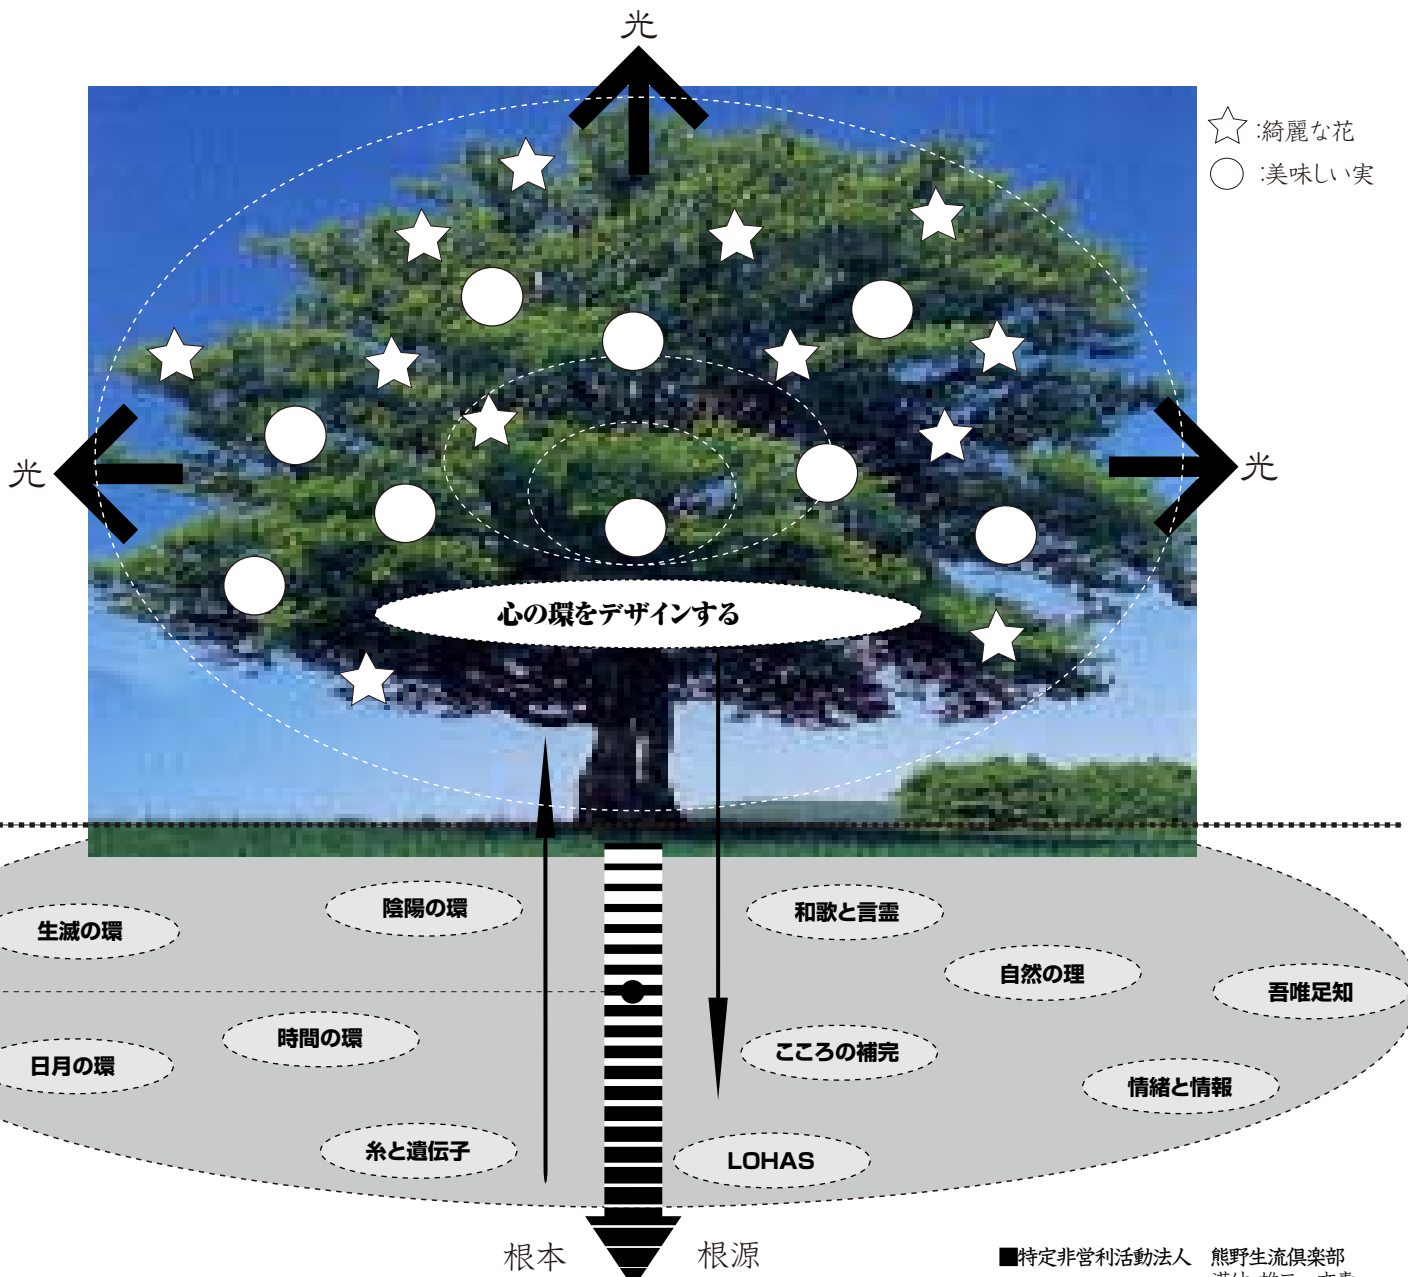 光
:綺麗な花
:美味しい実
光
光
心の環をデザインする
陰陽の環
和歌と言霊
生滅の環
自然の理
吾唯足知
時間の環
こころの補完
日月の環
情緒と情報
糸と遺伝子
LOHAS
根本
根源
■特定非営利活動法人 熊野生流倶楽部